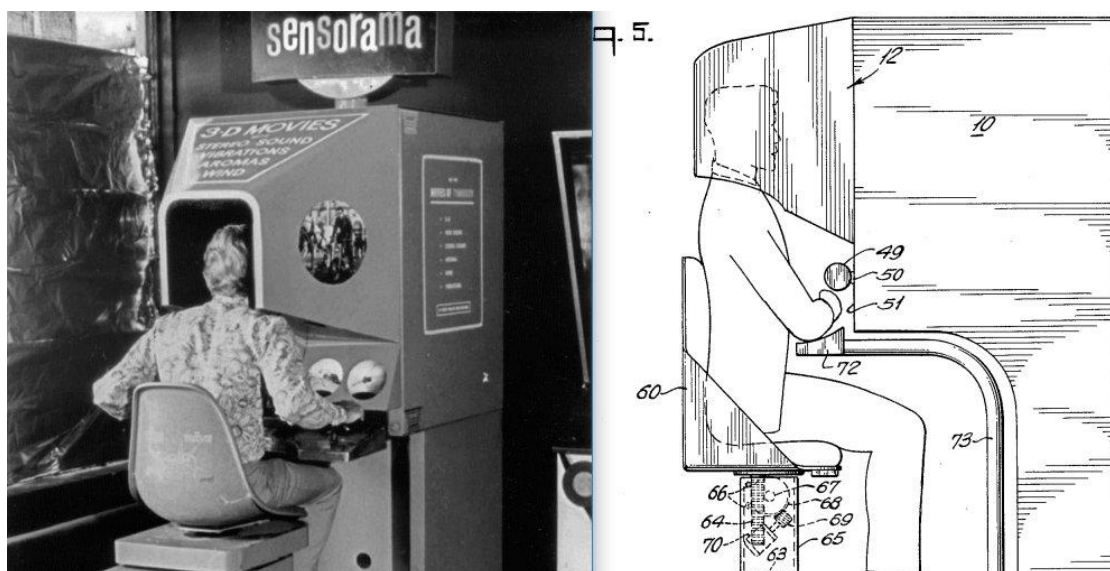 sensorama
3-D MOVIES
STEREO SOUND
VIBRATIONS
AROMAS
WIND
g. 5.
12
10
49
50
51
72
60
73
66
67
64
68
69
70
65
63